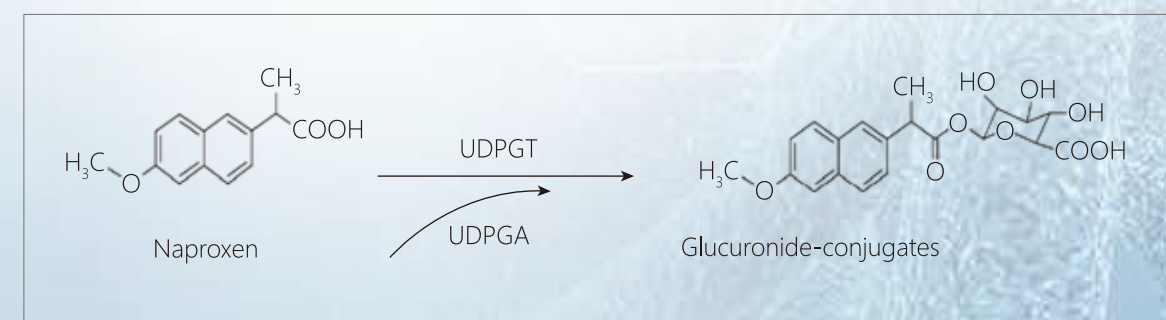 CH₃
COOH
H₃C
O
Naproxen
UDPGT
UDPGA
CH₃
HO
OH
OH
O
O
COOH
O
H₃C
O
Glucuronide-conjugates